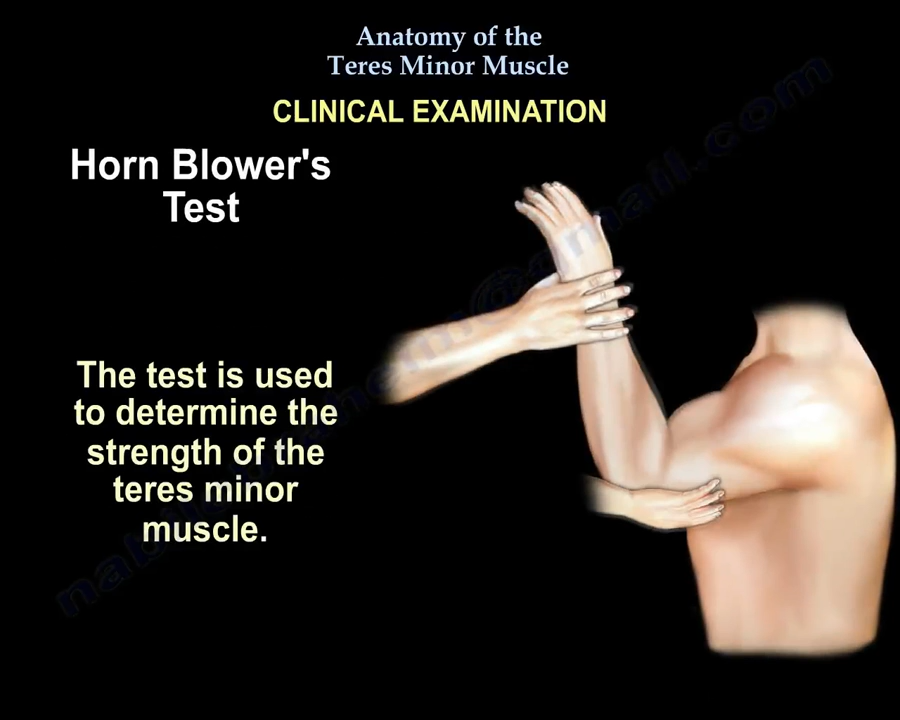 Anatomy of the
Teres Minor Muscle
CLINICAL EXAMINATION
Horn Blower's
Test
The test is used
to determine the
strength of the
teres minor
muscle.